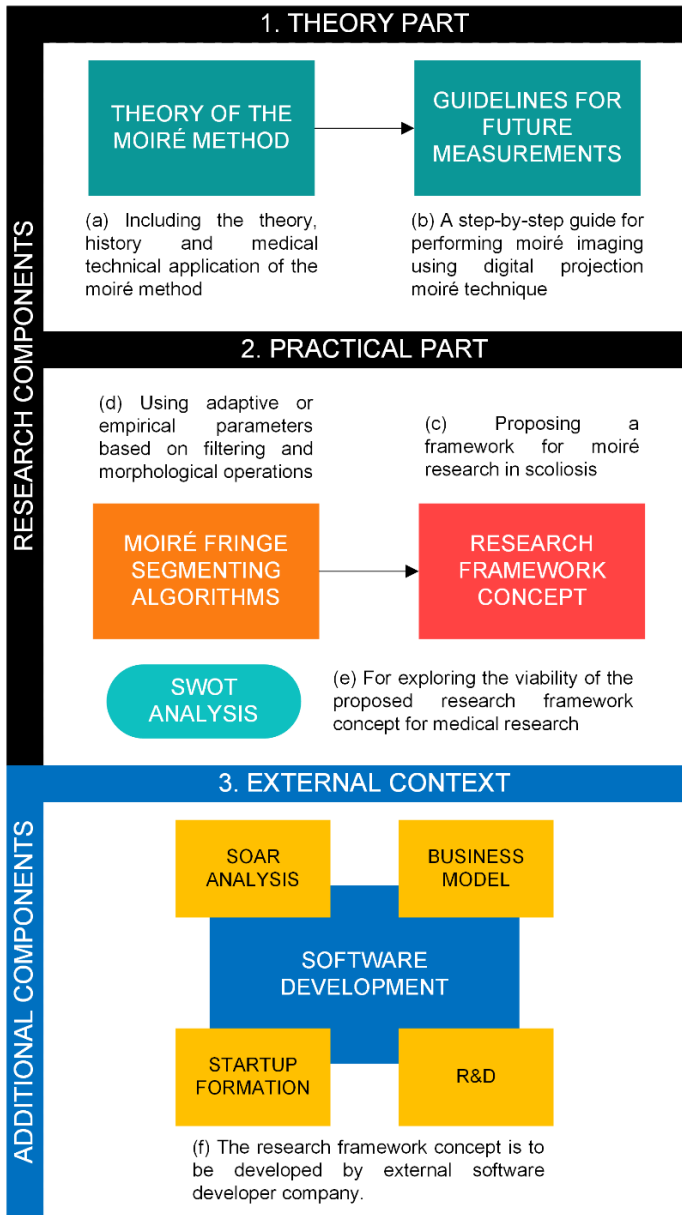 1. THEORY PART
RESEARCH COMPONENTS
THEORY OF THE
MOIRÉ METHOD
GUIDELINES FOR
FUTURE
MEASUREMENTS
(a) Including the theory,
history and medical
technical application of the
moiré method
(b) A step-by-step guide for
performing moiré imaging
using digital projection
moiré technique
2. PRACTICAL PART
(d) Using adaptive or
empirical parameters
based on filtering and
morphological operations
(c) Proposing a
framework for moiré
research in scoliosis
MOIRÉ FRINGE
SEGMENTING
ALGORITHMS
RESEARCH
FRAMEWORK
CONCEPT
SWOT
ANALYSIS
(e) For exploring the viability of the
proposed research framework
concept for medical research
3. EXTERNAL CONTEXT
ADDITIONAL COMPONENTS
SOAR
ANALYSIS
BUSINESS
MODEL
SOFTWARE
DEVELOPMENT
STARTUP
FORMATION
R&D
(f) The research framework concept is to
be developed by external software
developer company.